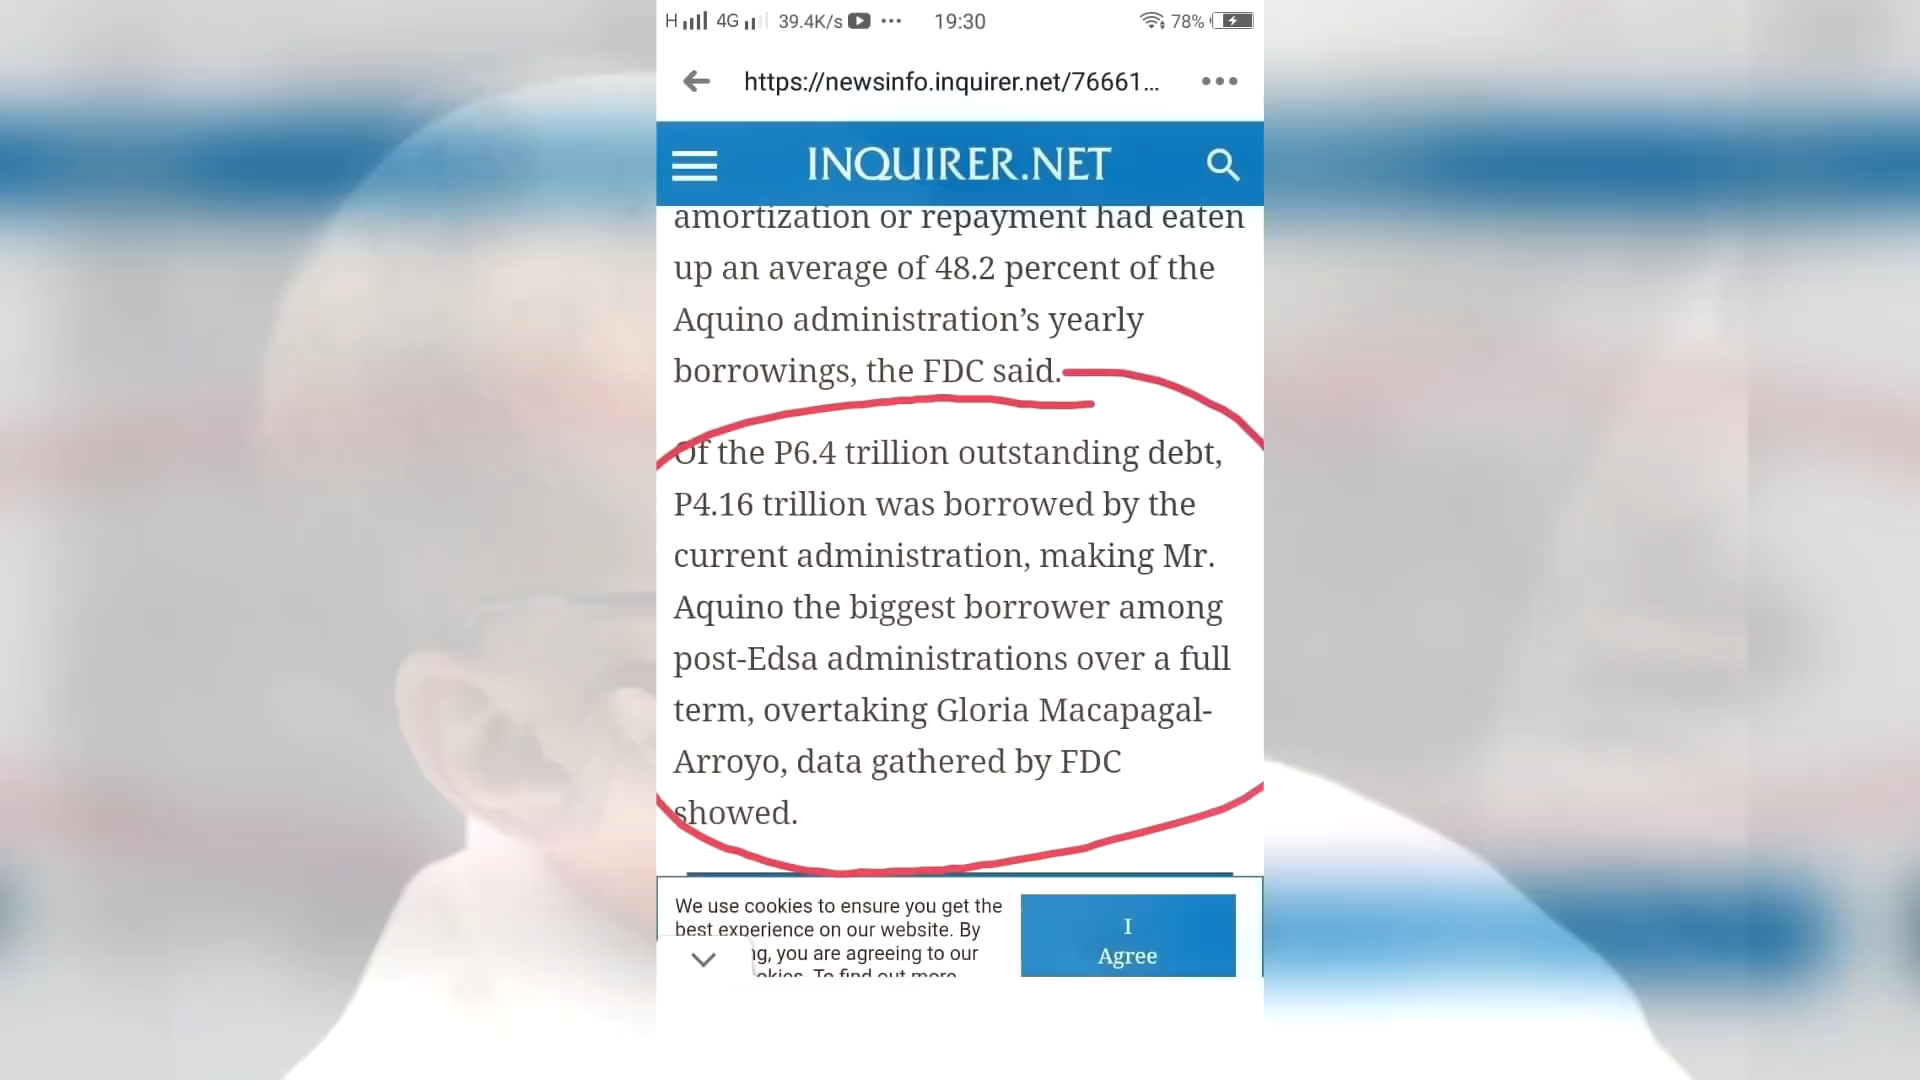 H 4G 39.4K/s 19:30 78%
https://newsinfo.inquirer.net/76661...
INQUIRER.NET
amortization or repayment had eaten
up an average of 48.2 percent of the
Aquino administration’s yearly
borrowings, the FDC said.
Of the P6.4 trillion outstanding debt,
P4.16 trillion was borrowed by the
current administration, making Mr.
Aquino the biggest borrower among
post-Edsa administrations over a full
term, overtaking Gloria Macapagal-
Arroyo, data gathered by FDC
showed.
We use cookies to ensure you get the
best experience on our website. By
you are agreeing to our
To find out more
I
Agree